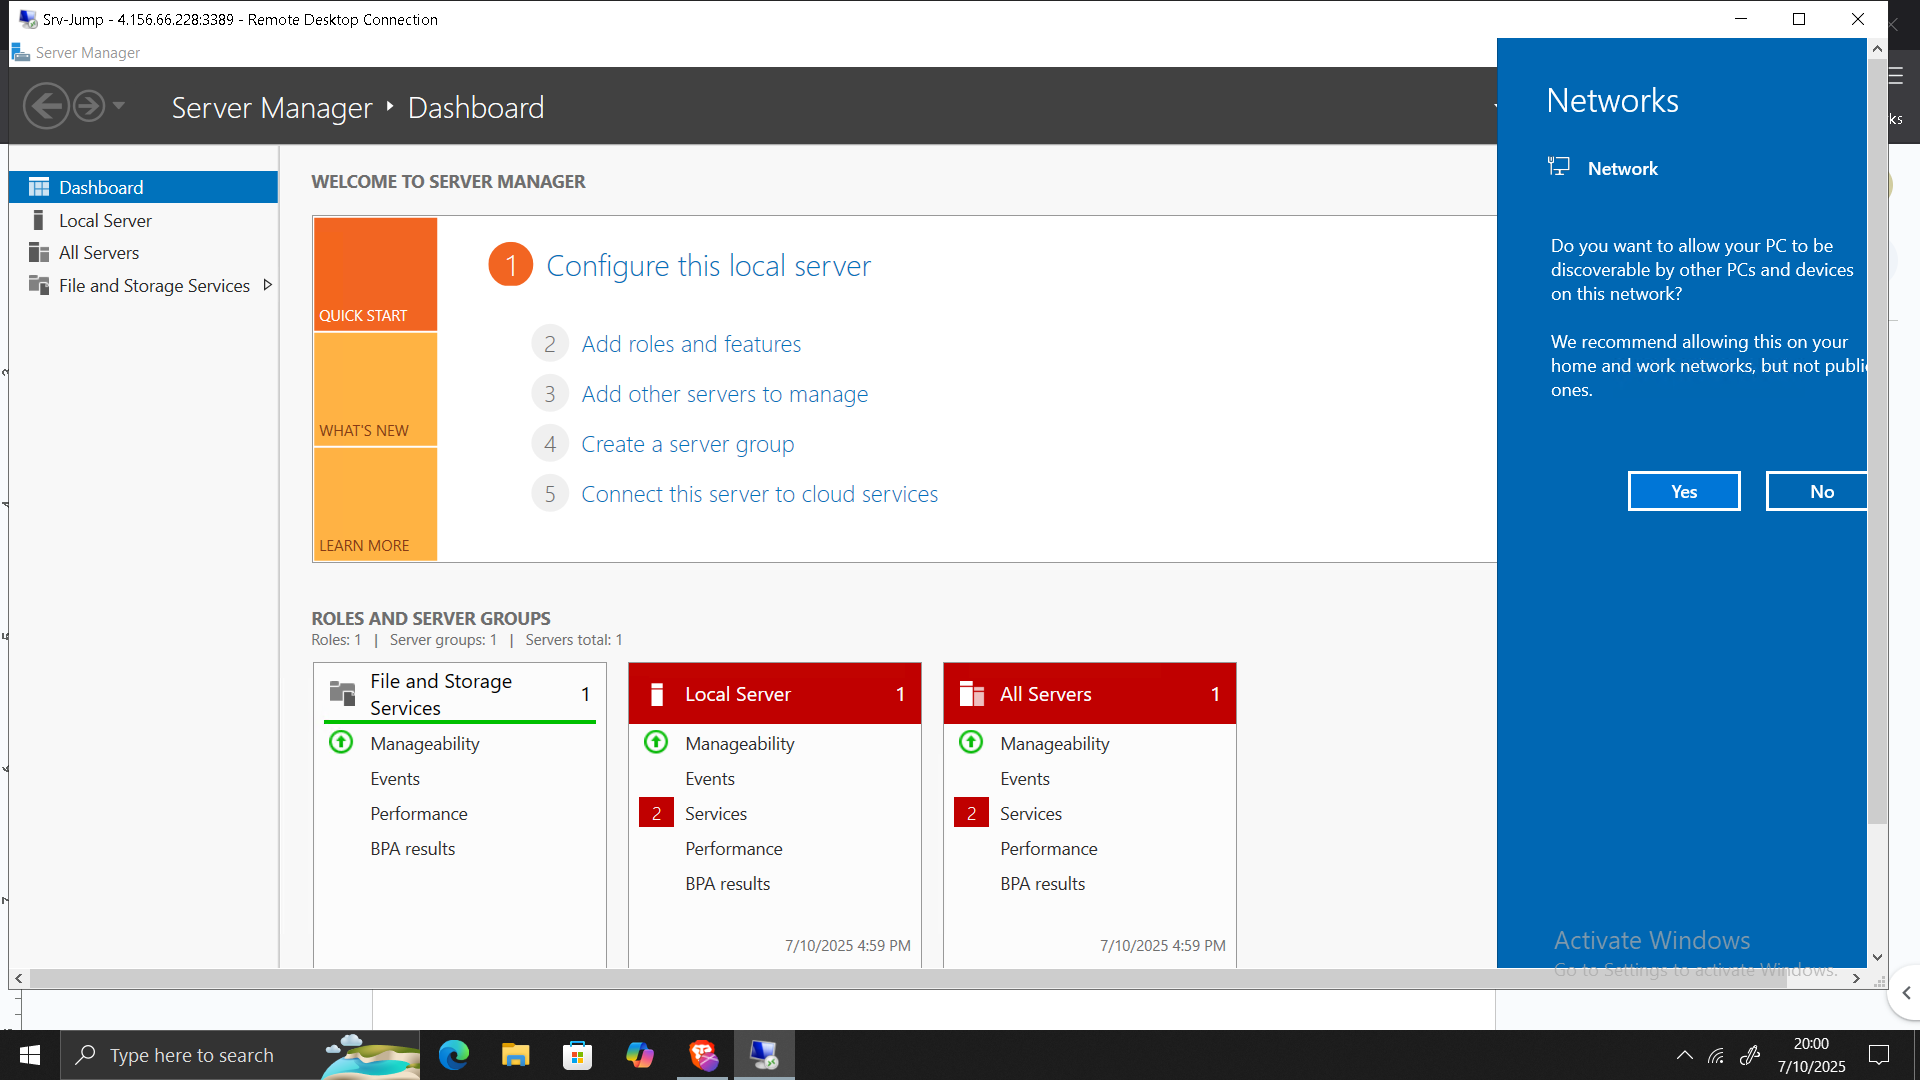 Srv-Jump - 4.156.66.228:3389 - Remote Desktop Connection
Server Manager
Server Manager
Dashboard
Dashboard
Local Server
All Servers
File and Storage Services
WELCOME TO SERVER MANAGER
QUICK START
WHAT'S NEW
LEARN MORE
1 Configure this local server
2 Add roles and features
3 Add other servers to manage
4 Create a server group
5 Connect this server to cloud services
ROLES AND SERVER GROUPS
Roles: 1 | Server groups: 1 | Servers total: 1
File and Storage
Services
1
Manageability
Events
Performance
BPA results
Local Server 1
Manageability
Events
2 Services
Performance
BPA results
7/10/2025 4:59 PM
All Servers 1
Manageability
Events
2 Services
Performance
BPA results
7/10/2025 4:59 PM
Networks
Network
Do you want to allow your PC to be
discoverable by other PCs and devices
on this network?
We recommend allowing this on your
home and work networks, but not publi
ones.
Yes
No
Activate Windows
Go to Settings to activate Windows.
ks
Type here to search
20:00
7/10/2025